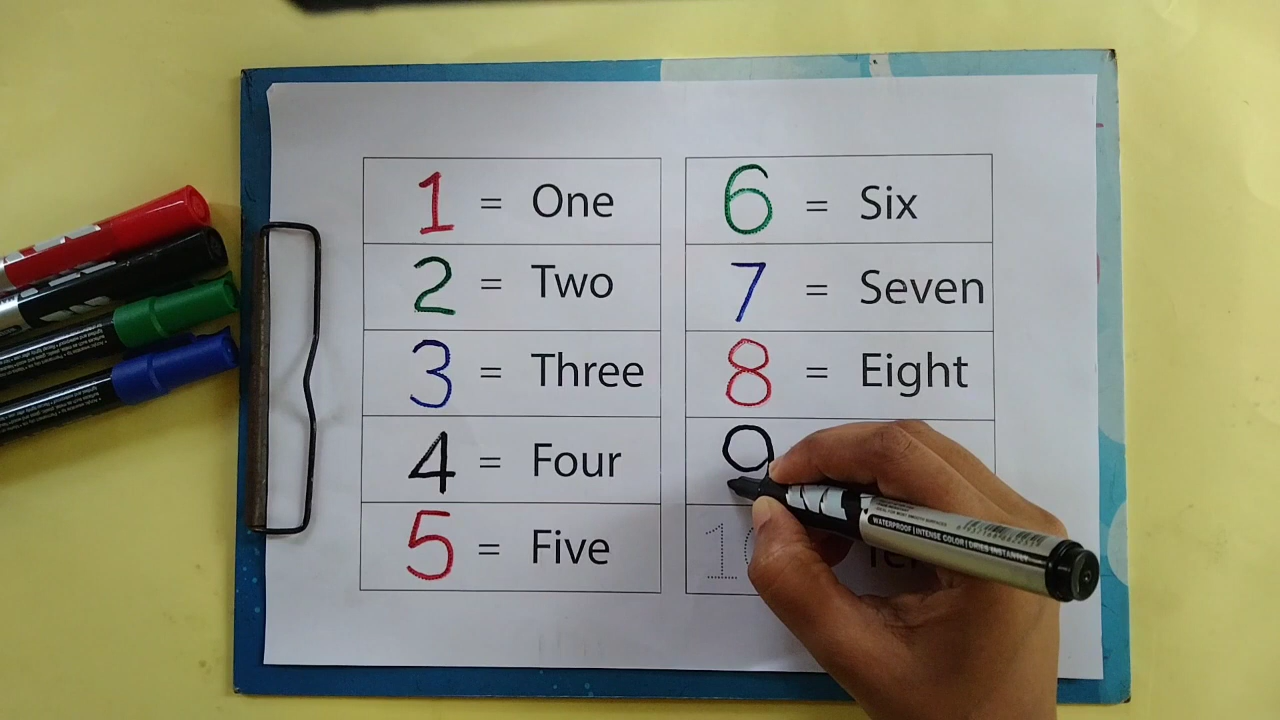 1 = One
2 = Two
3 = Three
4 = Four
5 = Five
6 = Six
7 = Seven
8 = Eight
9
WATERPROOF | INTENSE COLOR | DRIES INSTANTLY